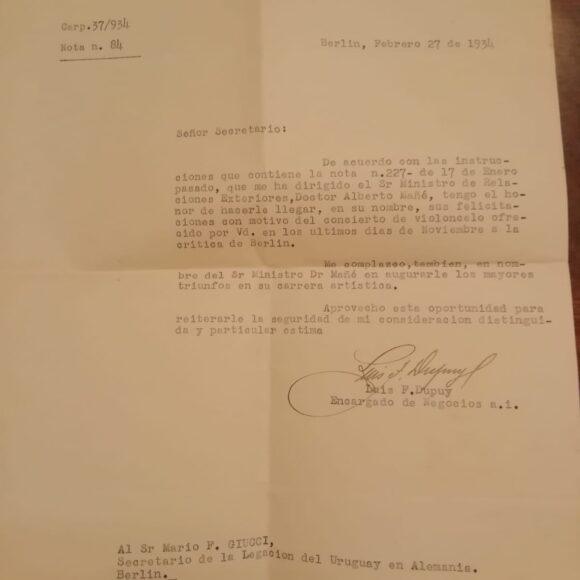 Carp.37/934
Nota n. 84
Berlin, Febrero 27 de 1934
Señor Secretario:
De acuerdo con las instruc-
ciones que contiene la nota n.227- de 17 de Enero
pasado, que me ha dirigido el Sr Ministro de Rela-
ciones Exteriores,Doctor Alberto Mañé, tengo el ho-
nor de hacerle llegar, en su nombre, sus felicita-
ciones con motivo del concierto de violoncelo ofre-
cido por Vd. en los ultimos dias de Noviembre a la
critica de Berlin.
Me complazco,tambien, en nom-
bre del Sr Ministro Dr Mañé en augurarle los mayores
triunfos en su carrera artistica.
Aprovecho esta oportunidad para
reiterarle la seguridad de mi consideracion distingui-
da y particular estima
Luis F. Dupuy
Luis F.Dupuy
Encargado de Negocios a.i.
Al Sr Mario F. GIUCCI,
Secretario de la Legacion del Uruguay en Alemania.
Berlin.